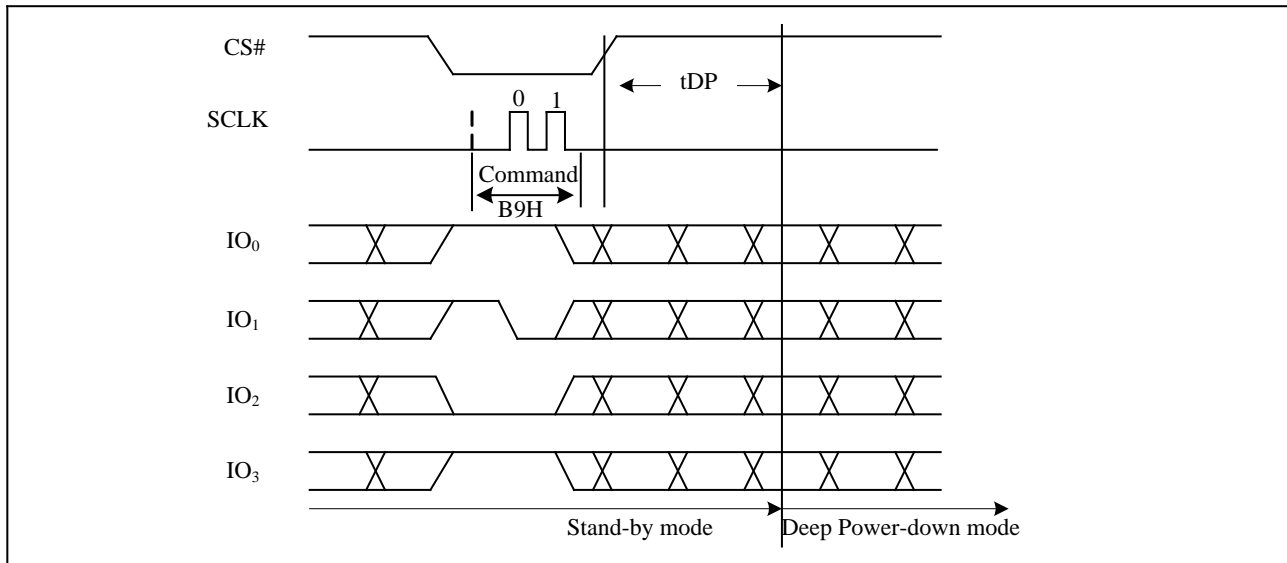 CS#
tDP
0 1
SCLK
Command
B9H
IO₀
IO₁
IO₂
IO₃
Stand-by mode Deep Power-down mode